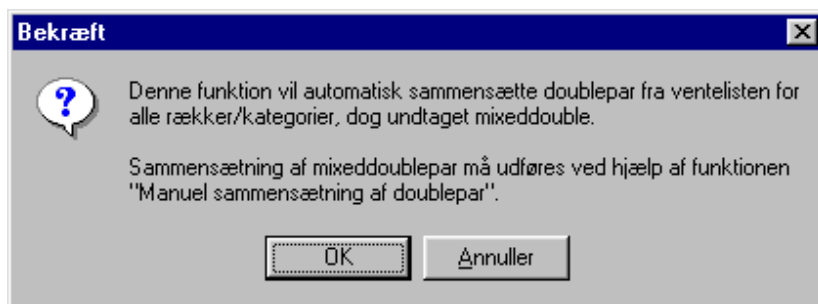 Bekræft
Denne funktion vil automatisk sammensætte doublepar fra ventelisten for
alle rækker/kategorier, dog undtaget mixeddouble.
Sammensætning af mixeddoublepar må udføres ved hjælp af funktionen
"Manuel sammensætning af doublepar".
OK
Annuller